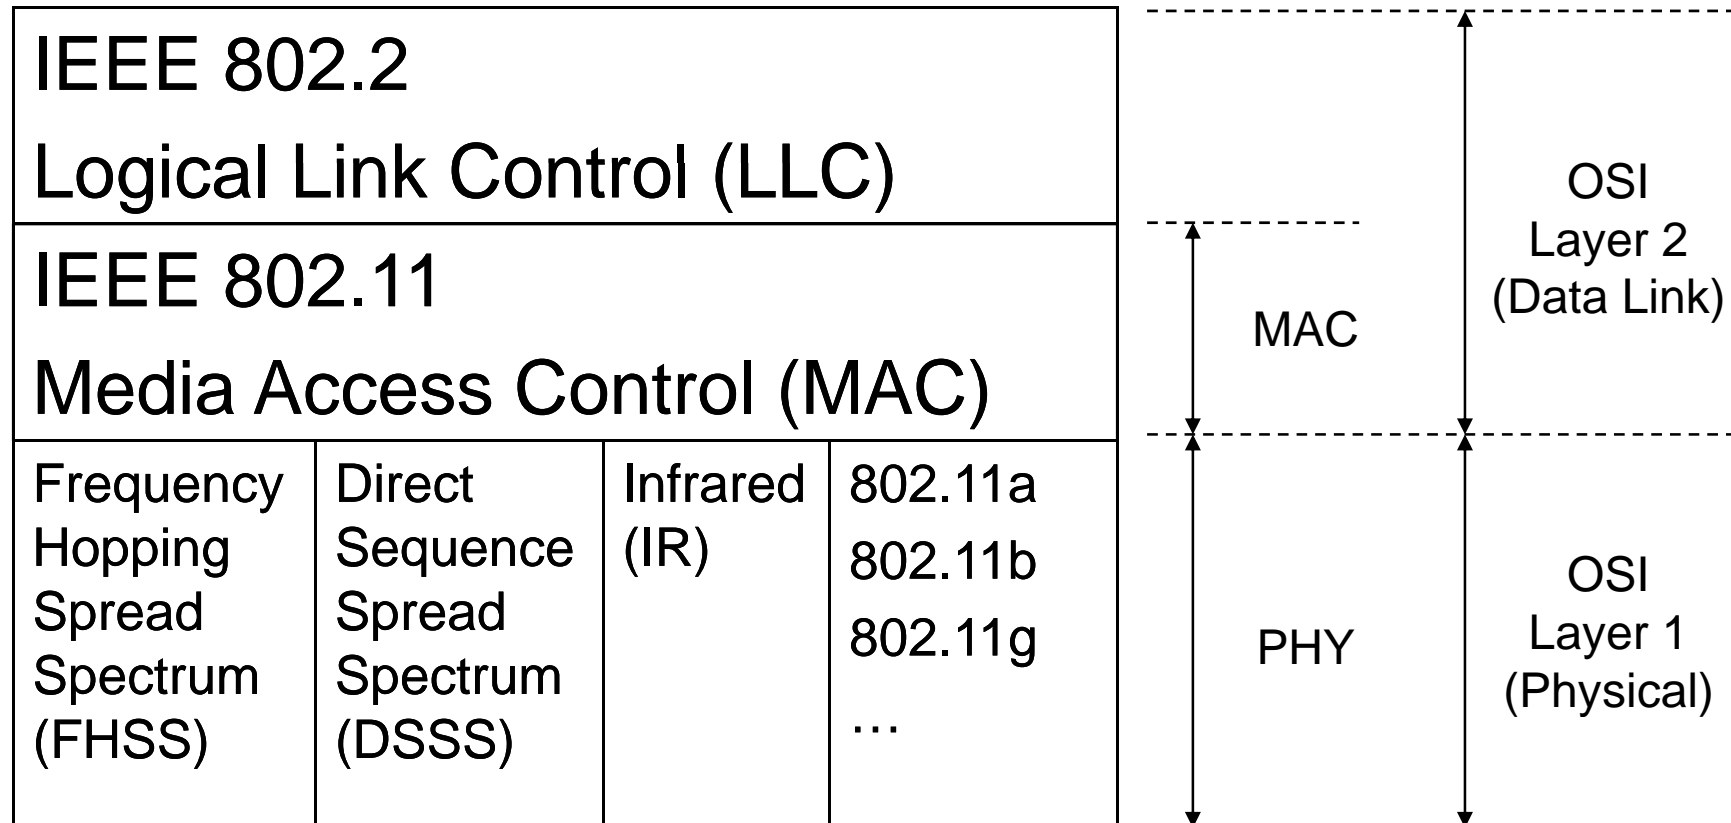 IEEE 802.2
Logical Link Control (LLC)
IEEE 802.11
Media Access Control (MAC)
Frequency
Hopping
Spread
Spectrum
(FHSS)
Direct
Sequence
Spread
Spectrum
(DSSS)
Infrared
(IR)
802.11a
802.11b
802.11g
…
MAC
PHY
OSI
Layer 2
(Data Link)
OSI
Layer 1
(Physical)